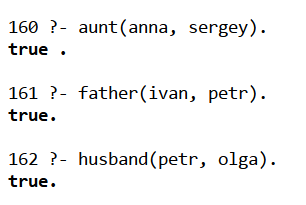 160 ?- aunt(anna, sergey).
true .
161 ?- father(ivan, petr).
true.
162 ?- husband(petr, olga).
true.